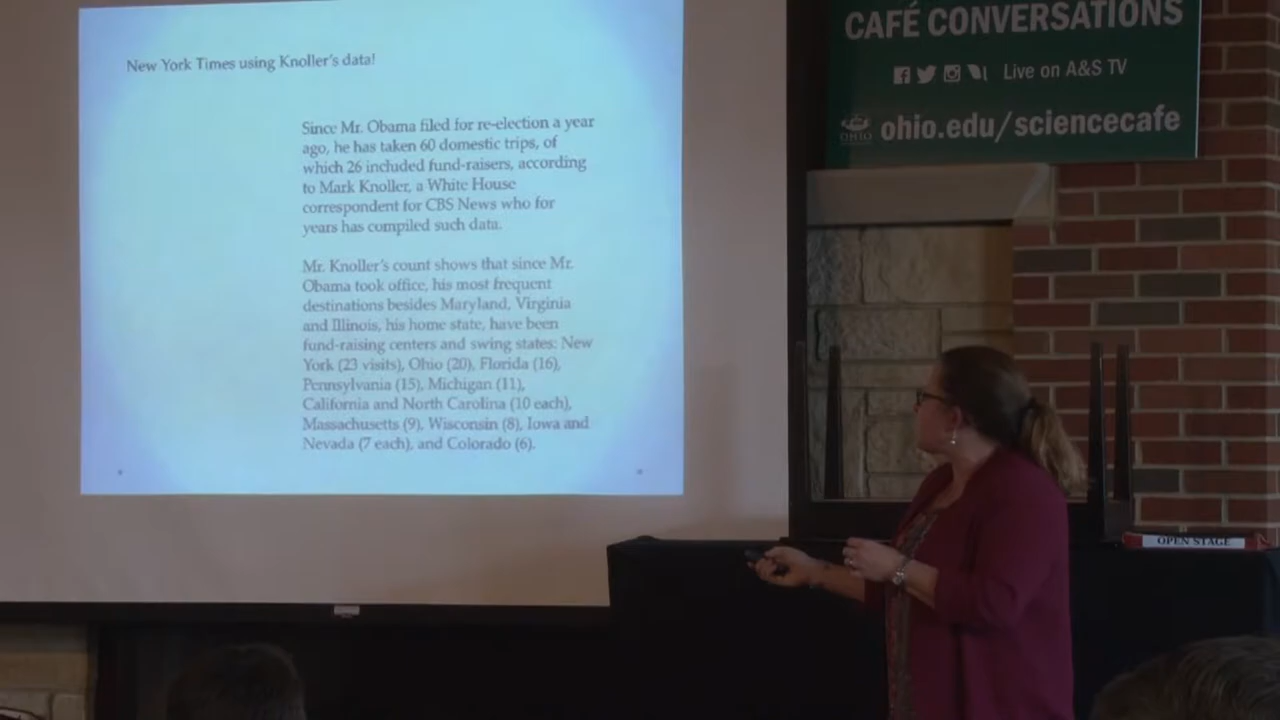 New York Times using Knoller's data!
Since Mr. Obama filed for re-election a year
ago, he has taken 60 domestic trips, of
which 26 included fund-raisers, according
to Mark Knoller, a White House
correspondent for CBS News who for
years has compiled such data.
Mr. Knoller's count shows that since Mr.
Obama took office, his most frequent
destinations besides Maryland, Virginia
and Illinois, his home state, have been
fund-raising centers and swing states: New
York (23 visits), Ohio (20), Florida (16),
Pennsylvania (15), Michigan (11),
California and North Carolina (10 each),
Massachusetts (9), Wisconsin (8), Iowa and
Nevada (7 each), and Colorado (6).
CAFÉ CONVERSATIONS
Live on A&S TV
OHIO
ohio.edu/sciencecafe
OPEN STAGE